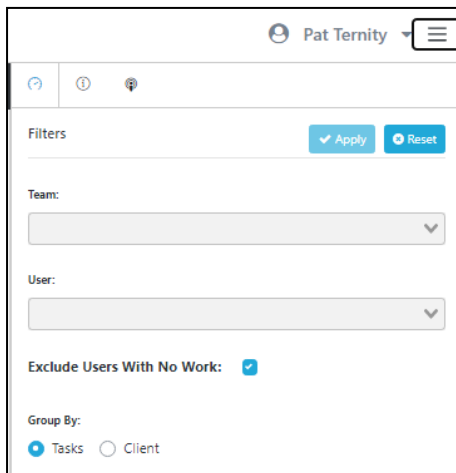 Pat Ternity
Filters
Apply
Reset
Team:
User:
Exclude Users With No Work:
Group By:
Tasks
Client